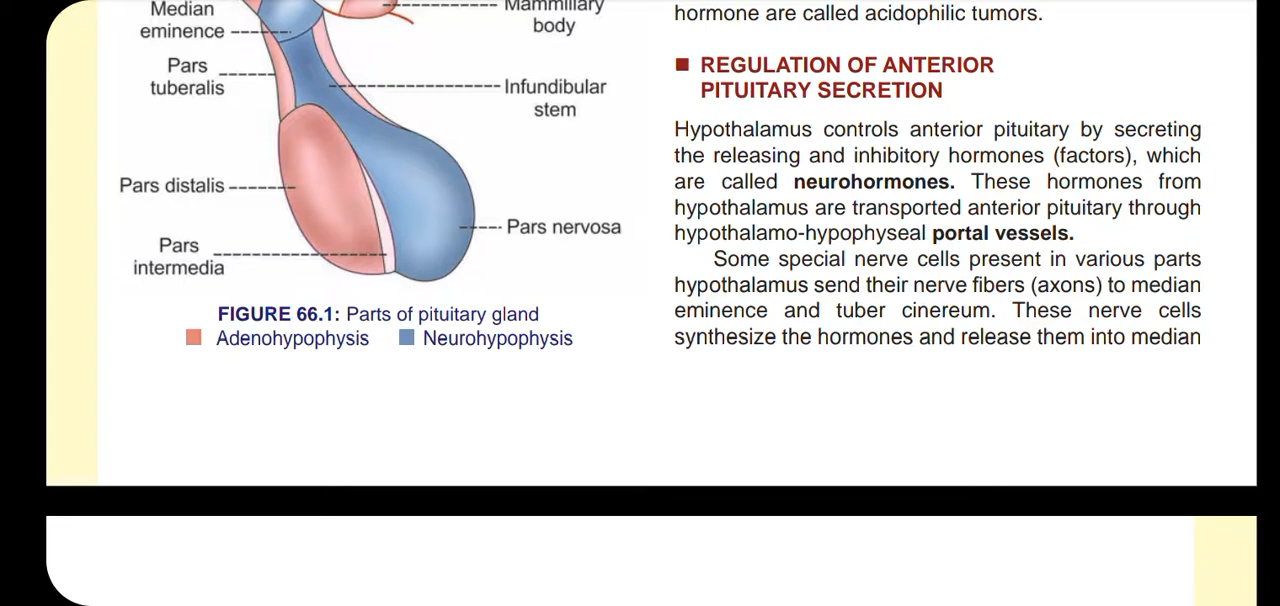 Median
eminence
Pars
tuberalis
Pars distalis
Pars
intermedia
Mammillary
body
Infundibular
stem
Pars nervosa
FIGURE 66.1: Parts of pituitary gland
Adenohypophysis Neurohypophysis
hormone are called acidophilic tumors.
REGULATION OF ANTERIOR
PITUITARY SECRETION
Hypothalamus controls anterior pituitary by secreting
the releasing and inhibitory hormones (factors), which
are called neurohormones. These hormones from
hypothalamus are transported anterior pituitary through
hypothalamo-hypophyseal portal vessels.
Some special nerve cells present in various parts
hypothalamus send their nerve fibers (axons) to median
eminence and tuber cinereum. These nerve cells
synthesize the hormones and release them into median